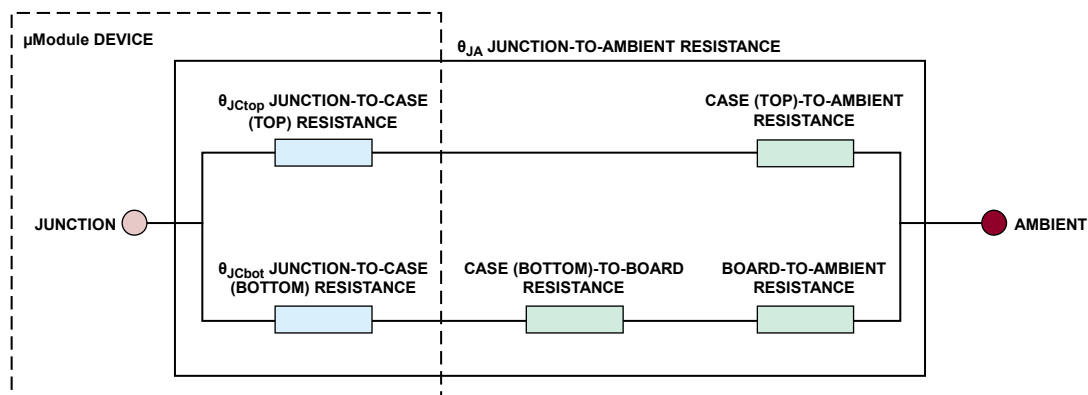 µModule DEVICE
θJA JUNCTION-TO-AMBIENT RESISTANCE
θJCtop JUNCTION-TO-CASE
(TOP) RESISTANCE
CASE (TOP)-TO-AMBIENT
RESISTANCE
JUNCTION
AMBIENT
θJCbot JUNCTION-TO-CASE
(BOTTOM) RESISTANCE
CASE (BOTTOM)-TO-BOARD
RESISTANCE
BOARD-TO-AMBIENT
RESISTANCE